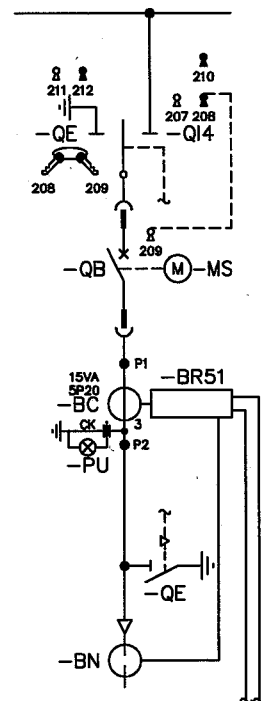 210
211 212
207 208
-QE
-QI4
208 209
209
-QB
M
-MS
P1
15VA
5P20
-BR51
-BC
3
CK
P2
-PU
-QE
-BN